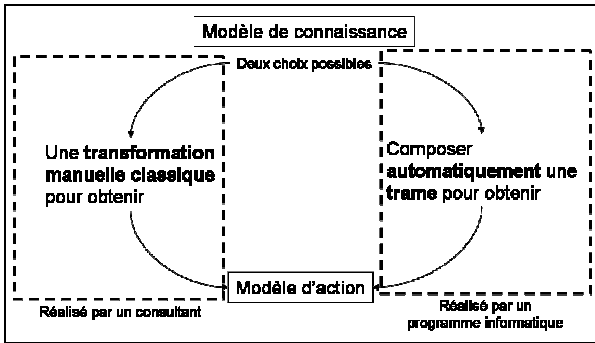 Modèle de connaissance
Deux choix possibles
Une transformation
manuelle classique
pour obtenir
Composer
automatiquement une
trame pour obtenir
Modèle d'action
Réalisé par un consultant
Réalisé par un
programme informatique